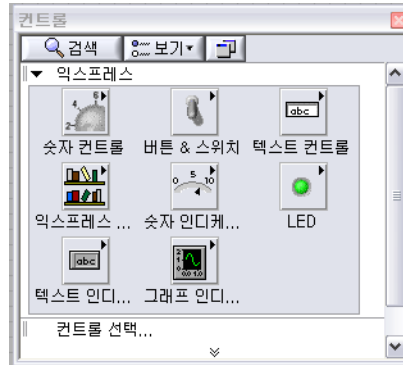 컨트롤
검색 보기
익스프레스
숫자 컨트롤 버튼 & 스위치 텍스트 컨트롤
익스프레스 ... 숫자 인디케... LED
텍스트 인디... 그래프 인디...
컨트롤 선택...